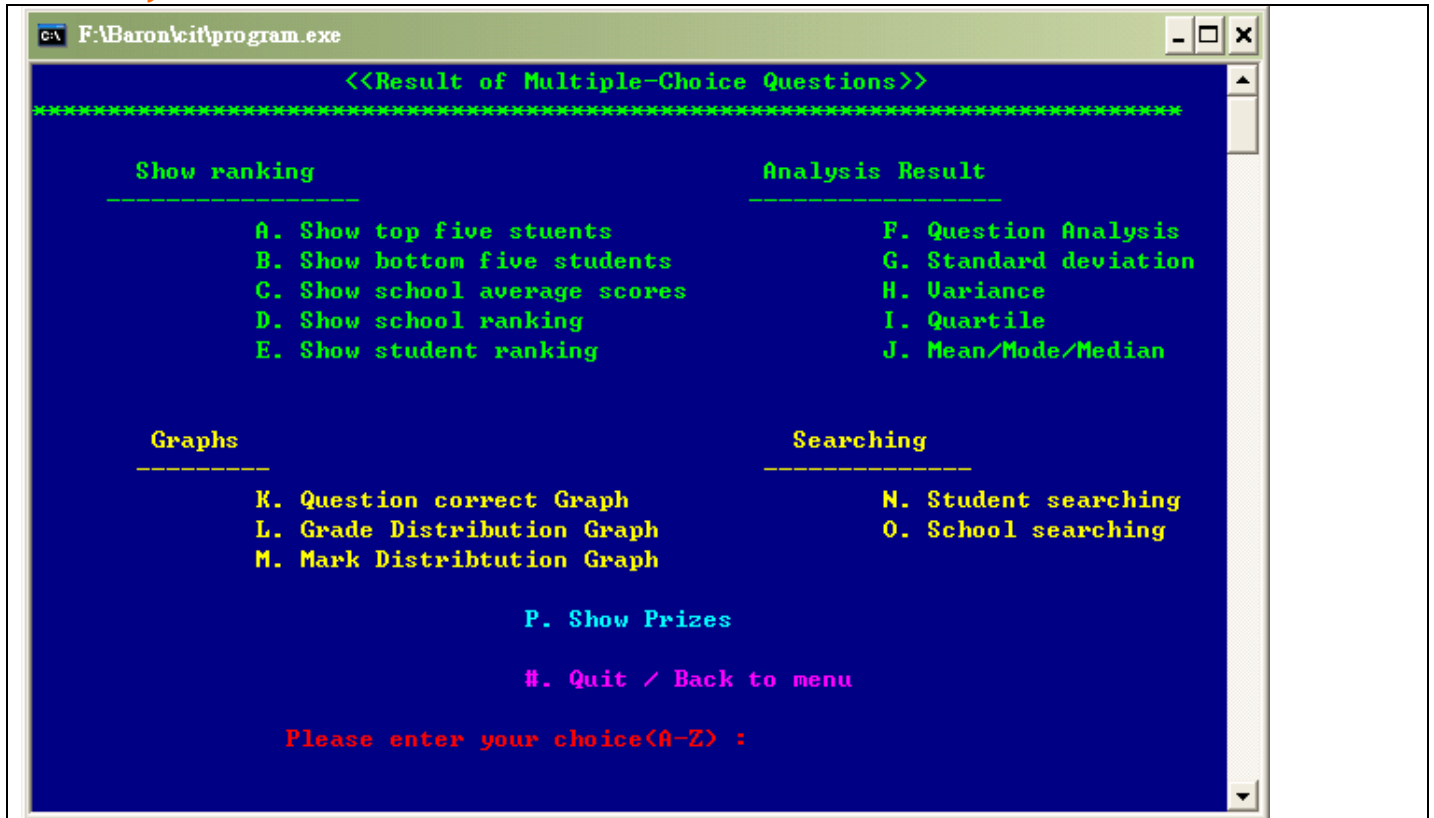 F:\Baron\cit\program.exe
<<Result of Multiple-Choice Questions>>
******************************************************************************
Show ranking Analysis Result
----------------- -----------------
A. Show top five stuents F. Question Analysis
B. Show bottom five students G. Standard deviation
C. Show school average scores H. Variance
D. Show school ranking I. Quartile
E. Show student ranking J. Mean/Mode/Median
Graphs Searching
--------- --------------
K. Question correct Graph N. Student searching
L. Grade Distribution Graph O. School searching
M. Mark Distribtution Graph
P. Show Prizes
#. Quit / Back to menu
Please enter your choice(A-Z) :